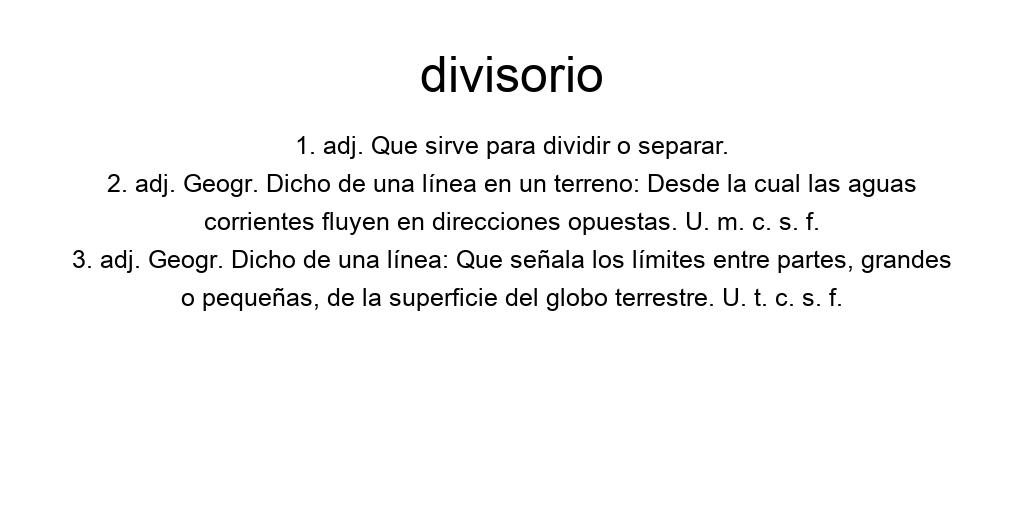 divisorio
1. adj. Que sirve para dividir o separar.
2. adj. Geogr. Dicho de una línea en un terreno: Desde la cual las aguas
corrientes fluyen en direcciones opuestas. U. m. c. s. f.
3. adj. Geogr. Dicho de una línea: Que señala los límites entre partes, grandes
o pequeñas, de la superficie del globo terrestre. U. t. c. s. f.